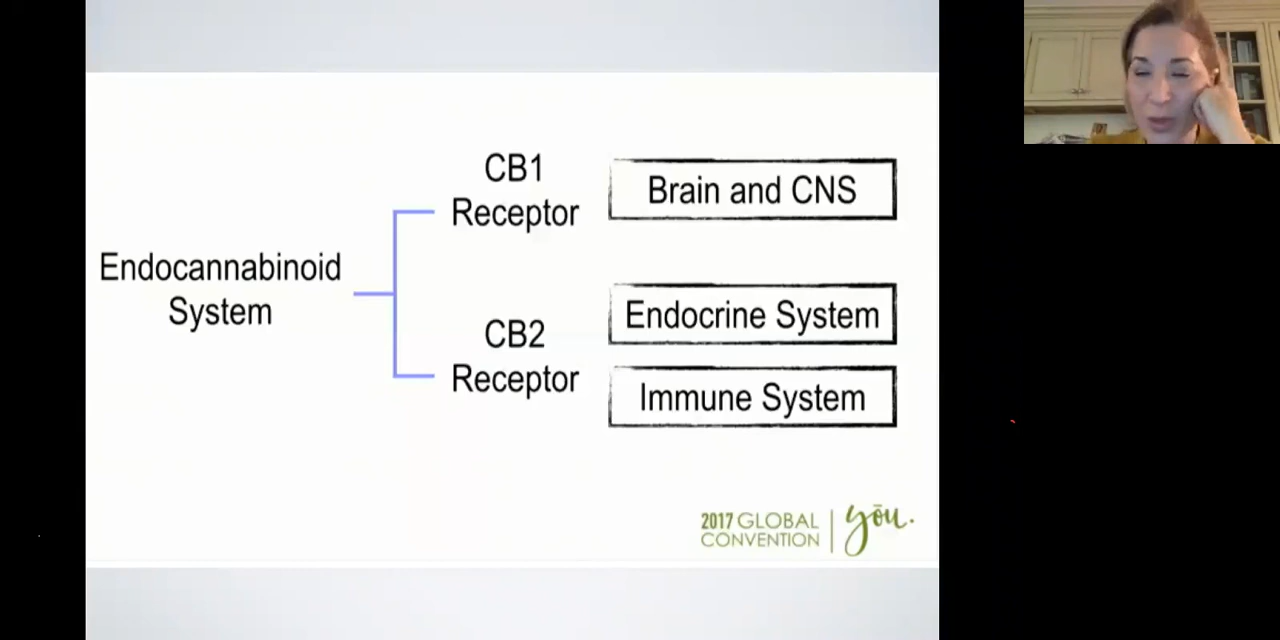 CB1
Receptor
Brain and CNS
Endocannabinoid
System
CB2
Receptor
Endocrine System
Immune System
2017 GLOBAL
CONVENTION
yōu.